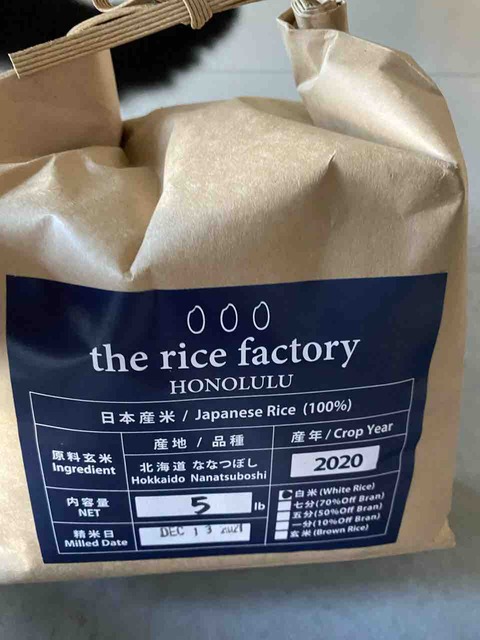 the rice factory
HONOLULU
日本産米 / Japanese Rice (100%)
原料玄米
Ingredient
産地 / 品種
産年/Crop Year
北海道 ななつぼし
Hokkaido Nanatsuboshi
2020
内容量
NET
5 lb
白米(White Rice)
七分(70%Off Bran)
五分(50%Off Bran)
一分(10%Off Bran)
玄米(Brown Rice)
精米日
Milled Date
DEC 13 2021